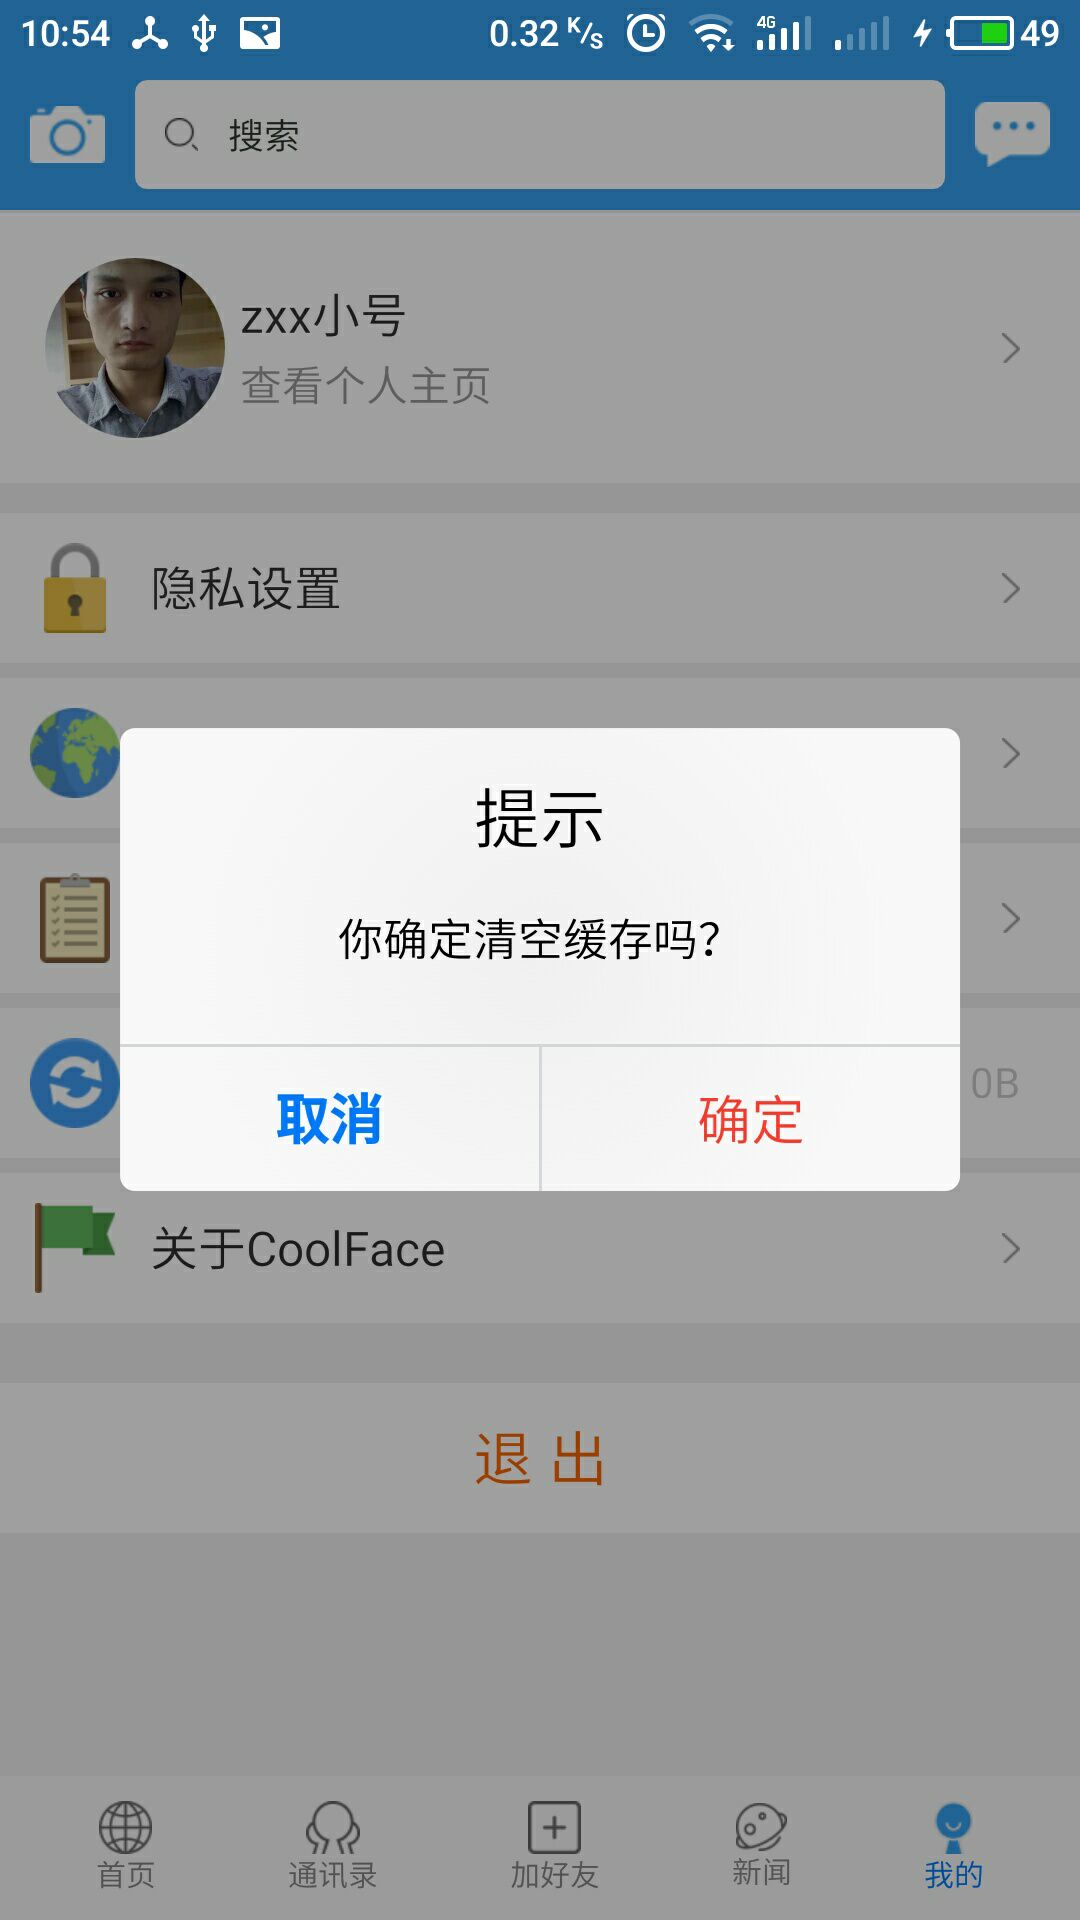 10:54 0.32 K/s 4G 49
搜索
zxx小号
查看个人主页
隐私设置
提示
你确定清空缓存吗？
0B
取消 确定
关于CoolFace
退 出
首页 通讯录 加好友 新闻 我的